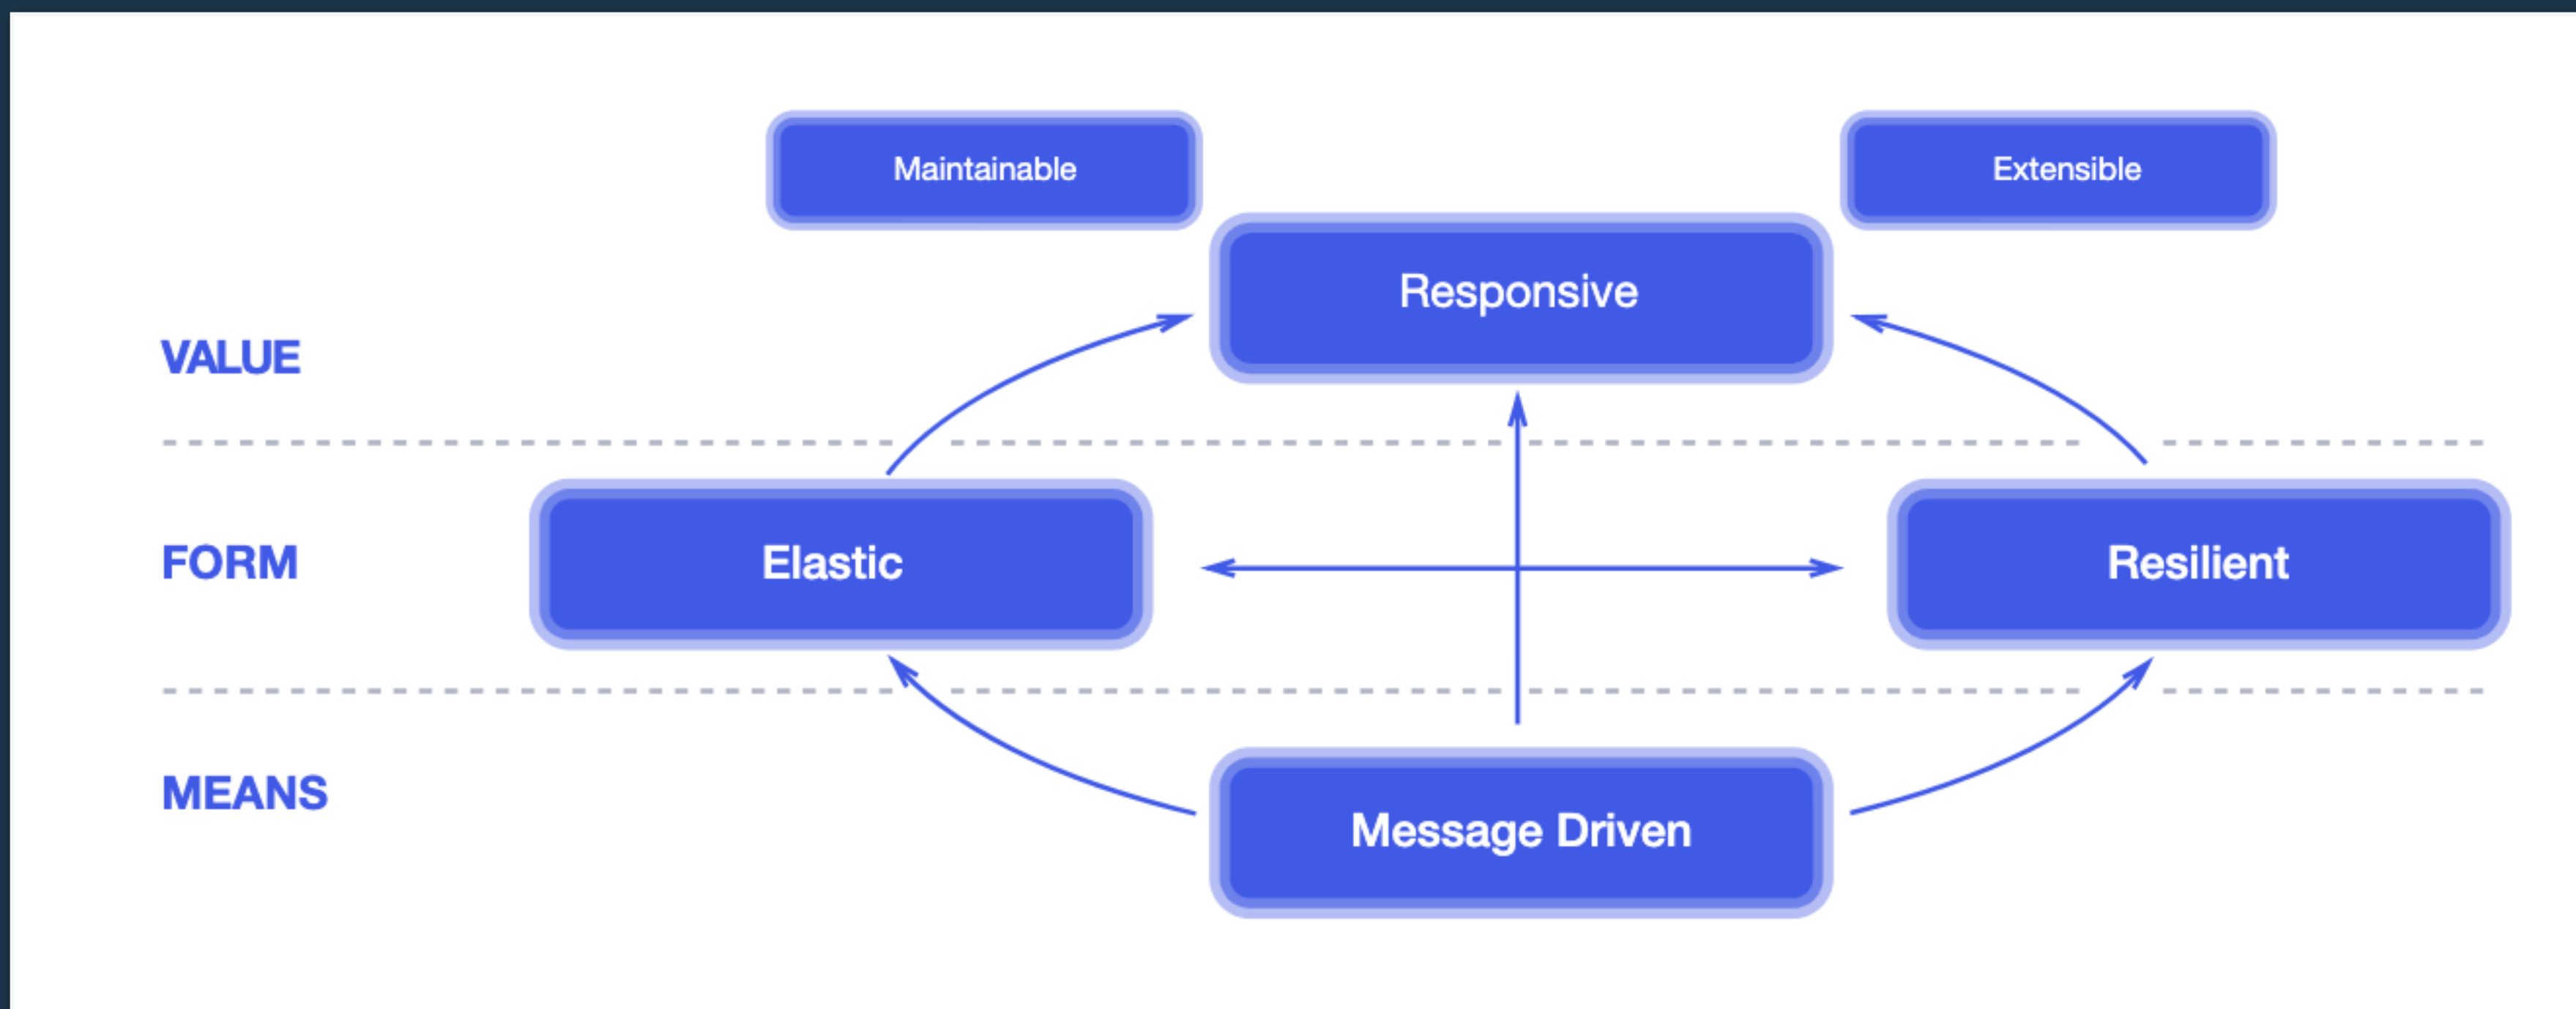 Maintainable
Extensible
Responsive
VALUE
FORM
Elastic
Resilient
MEANS
Message Driven